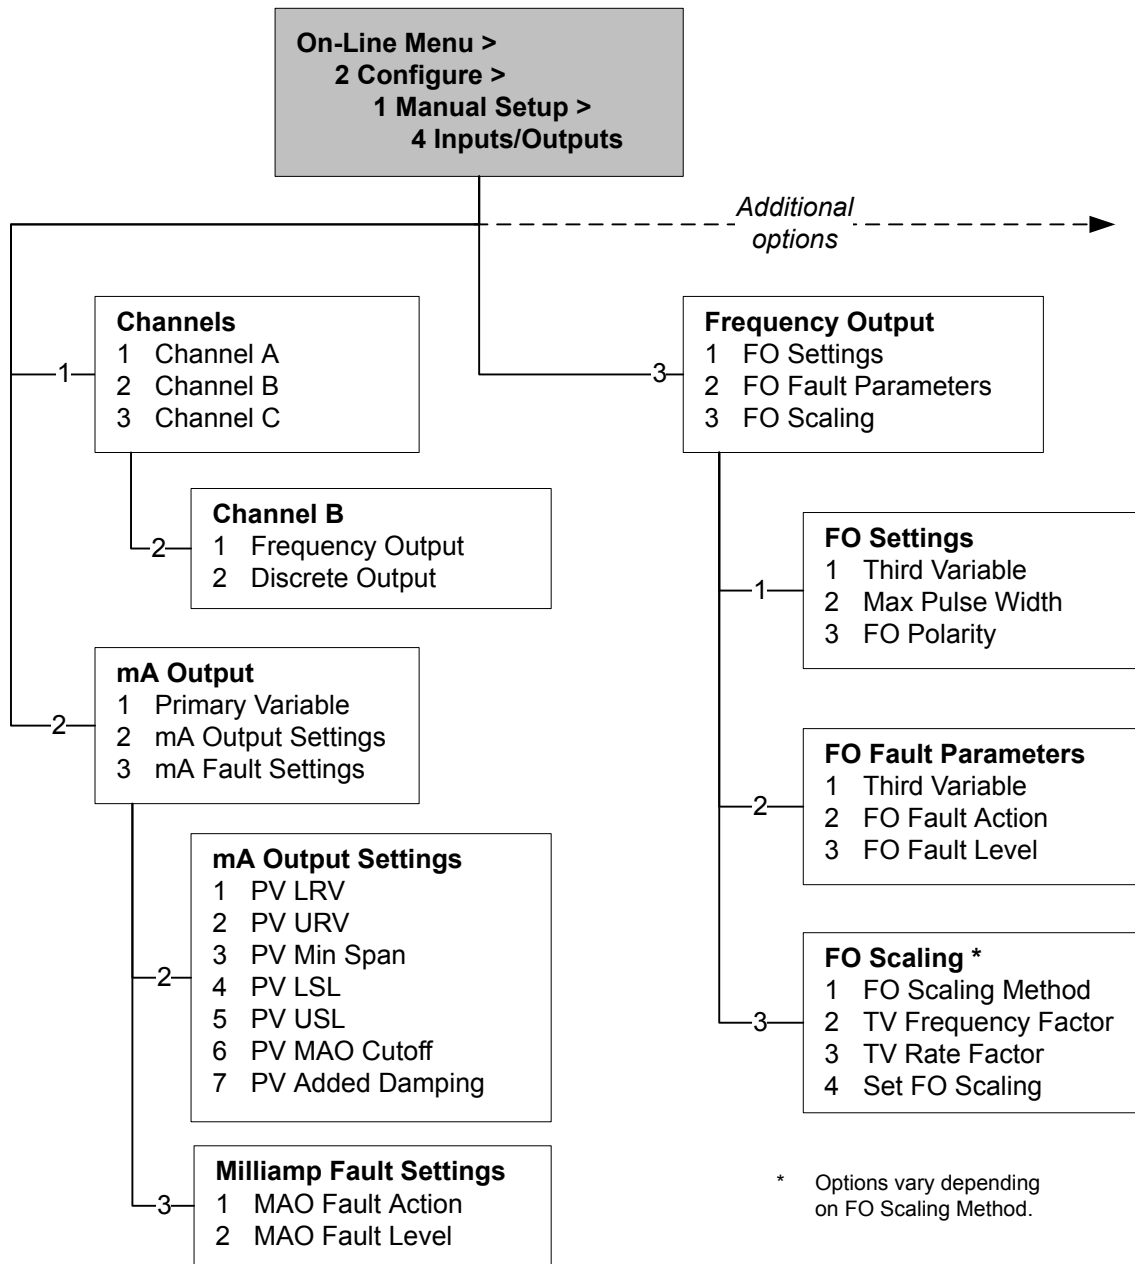 On-Line Menu >
2 Configure >
1 Manual Setup >
4 Inputs/Outputs
Additional
options
1
Channels
1 Channel A
2 Channel B
3 Channel C
2
Channel B
1 Frequency Output
2 Discrete Output
2
mA Output
1 Primary Variable
2 mA Output Settings
3 mA Fault Settings
2
mA Output Settings
1 PV LRV
2 PV URV
3 PV Min Span
4 PV LSL
5 PV USL
6 PV MAO Cutoff
7 PV Added Damping
3
Milliamp Fault Settings
1 MAO Fault Action
2 MAO Fault Level
3
Frequency Output
1 FO Settings
2 FO Fault Parameters
3 FO Scaling
1
FO Settings
1 Third Variable
2 Max Pulse Width
3 FO Polarity
2
FO Fault Parameters
1 Third Variable
2 FO Fault Action
3 FO Fault Level
3
FO Scaling *
1 FO Scaling Method
2 TV Frequency Factor
3 TV Rate Factor
4 Set FO Scaling
* Options vary depending
on FO Scaling Method.